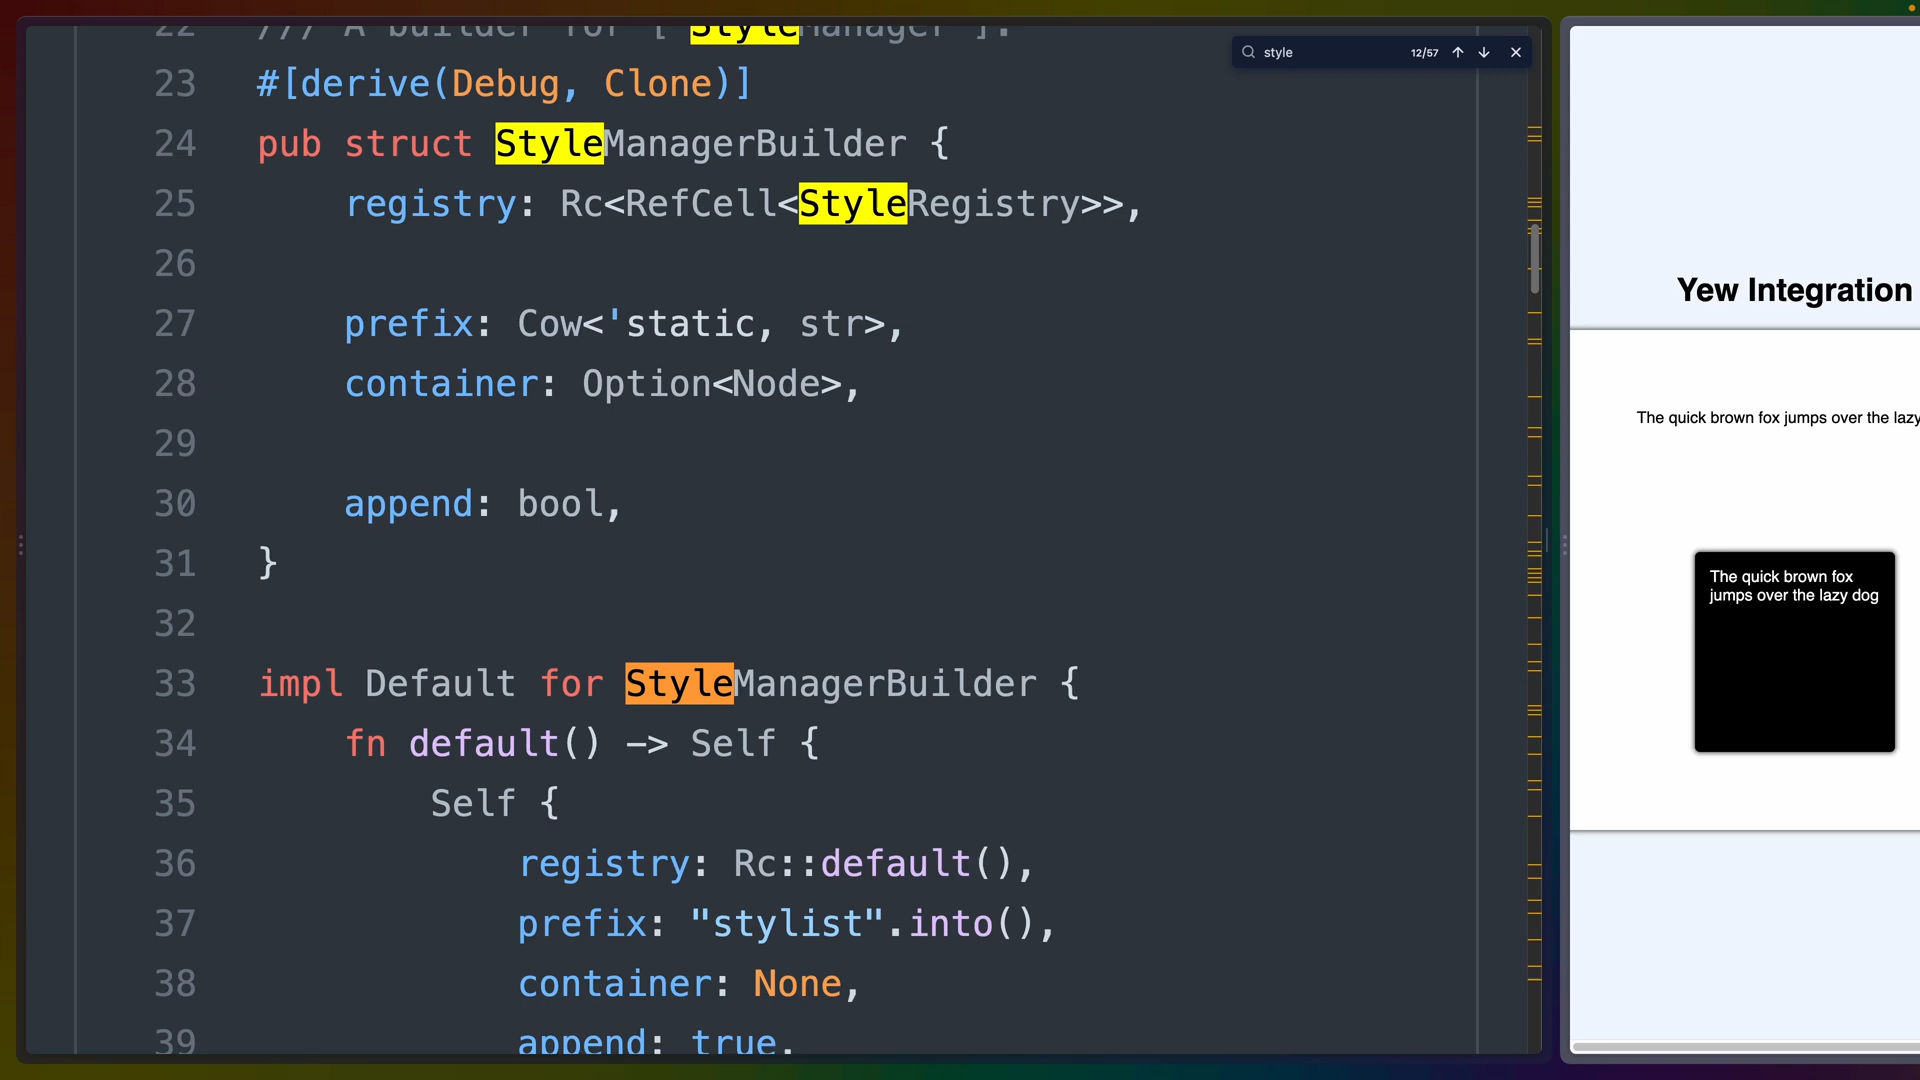 22 /// A builder for [`StyleManager`].
23 #[derive(Debug, Clone)]
24 pub struct StyleManagerBuilder {
25 registry: Rc<RefCell<StyleRegistry>>,
26
27 prefix: Cow<'static, str>,
28 container: Option<Node>,
29
30 append: bool,
31 }
32
33 impl Default for StyleManagerBuilder {
34 fn default() -> Self {
35 Self {
36 registry: Rc::default(),
37 prefix: "stylist".into(),
38 container: None,
39 append: true,
style 12/57
Yew Integration
The quick brown fox jumps over the lazy
The quick brown fox
jumps over the lazy dog